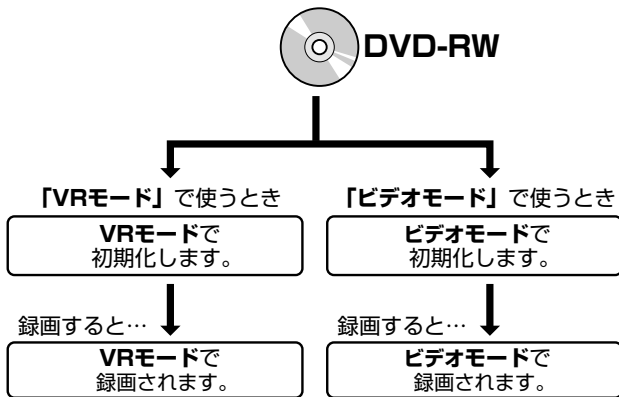 DVD-RW
「VRモード」で使うとき
VRモードで
初期化します。
録画すると…
VRモードで
録画されます。
「ビデオモード」で使うとき
ビデオモードで
初期化します。
録画すると…
ビデオモードで
録画されます。